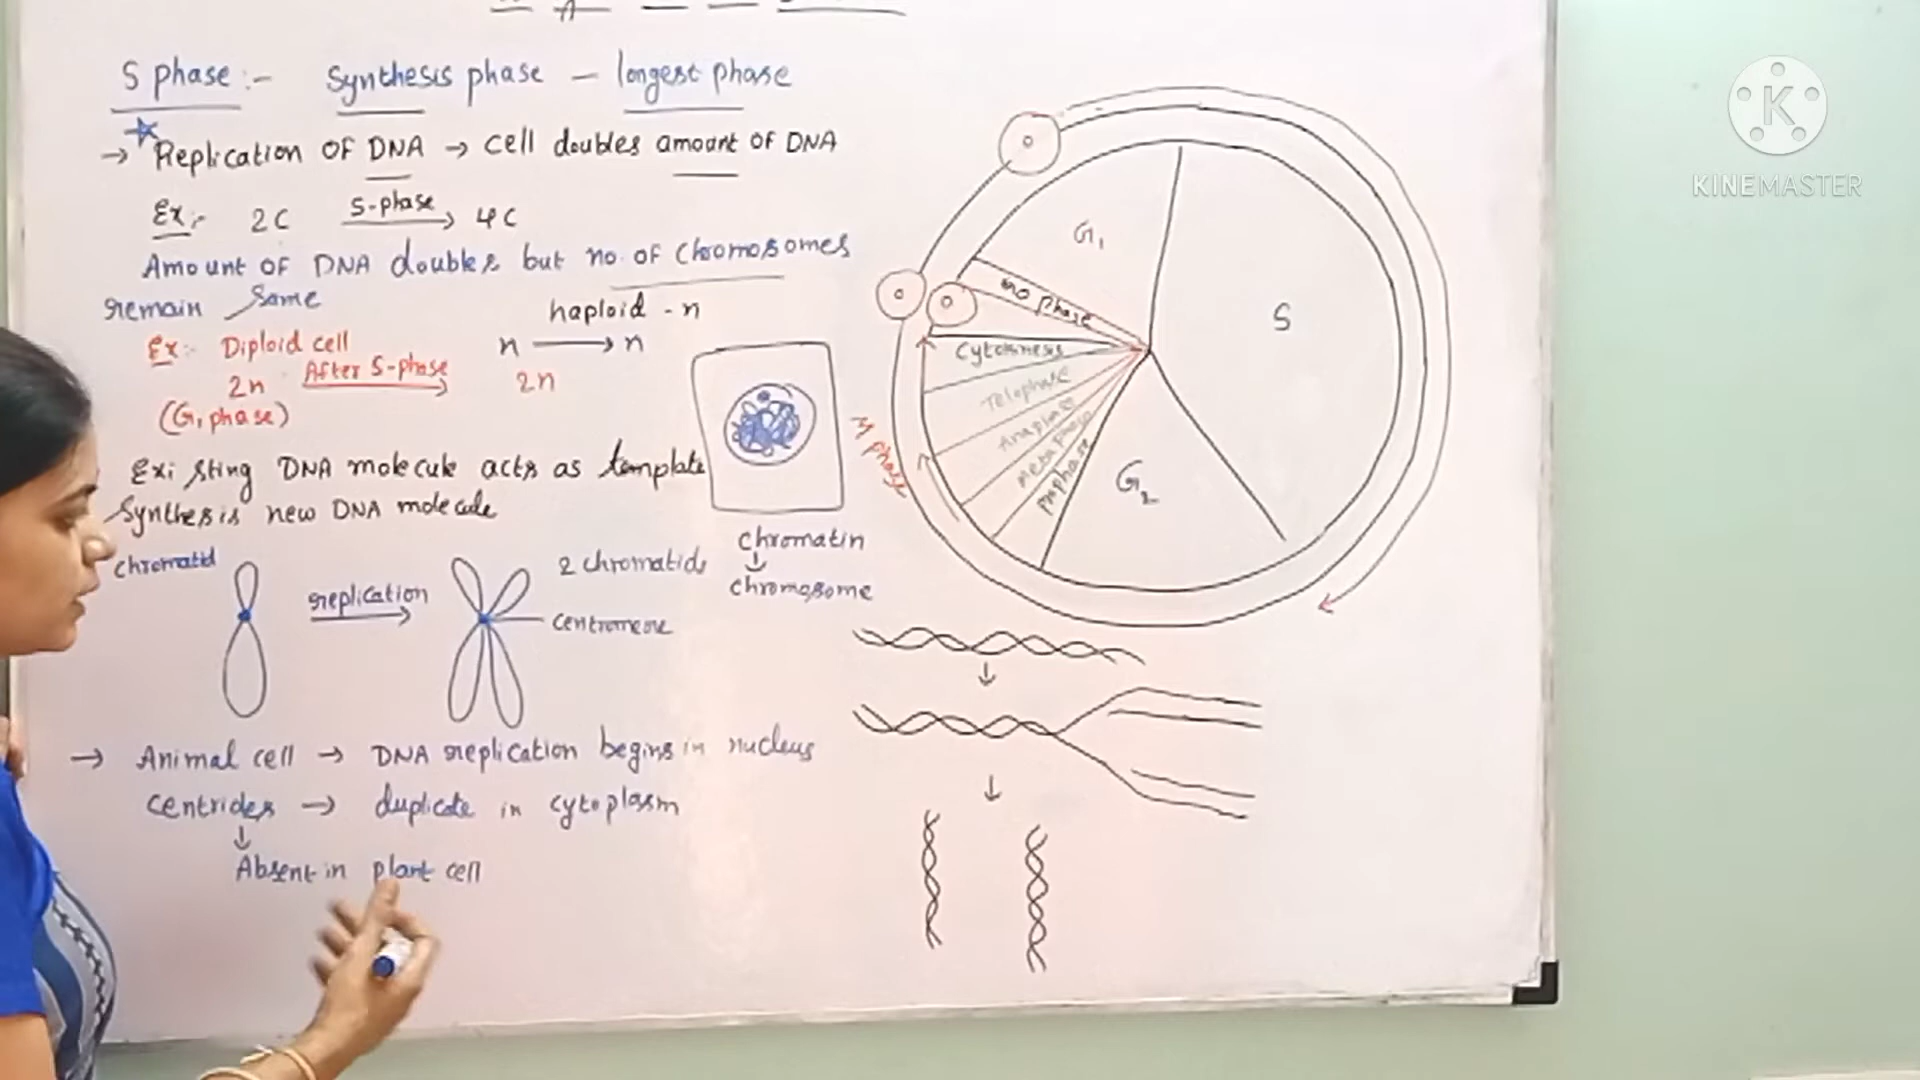 S phase :- Synthesis phase - longest phase
→ Replication OF DNA → cell doubles amount OF DNA
Ex:- 2C S-phase → 4C
Amount OF DNA doubles but no. OF chromosomes
remain same
haploid - n
Ex:- Diploid cell
n → n
2n After S-phase → 2n
(G1 phase)
Existing DNA molecule acts as template
Synthesis new DNA molecule
chromatid
replication
2 chromatids
centromere
chromatin
↓
chromosome
→ Animal cell → DNA replication begins in nucleus
centrioles → duplicate in cytoplasm
↓
Absent in plant cell
G1
S
G2
M phase
Cytokinesis
Telophase
Anaphase
Metaphase
Prophase
KINEMASTER